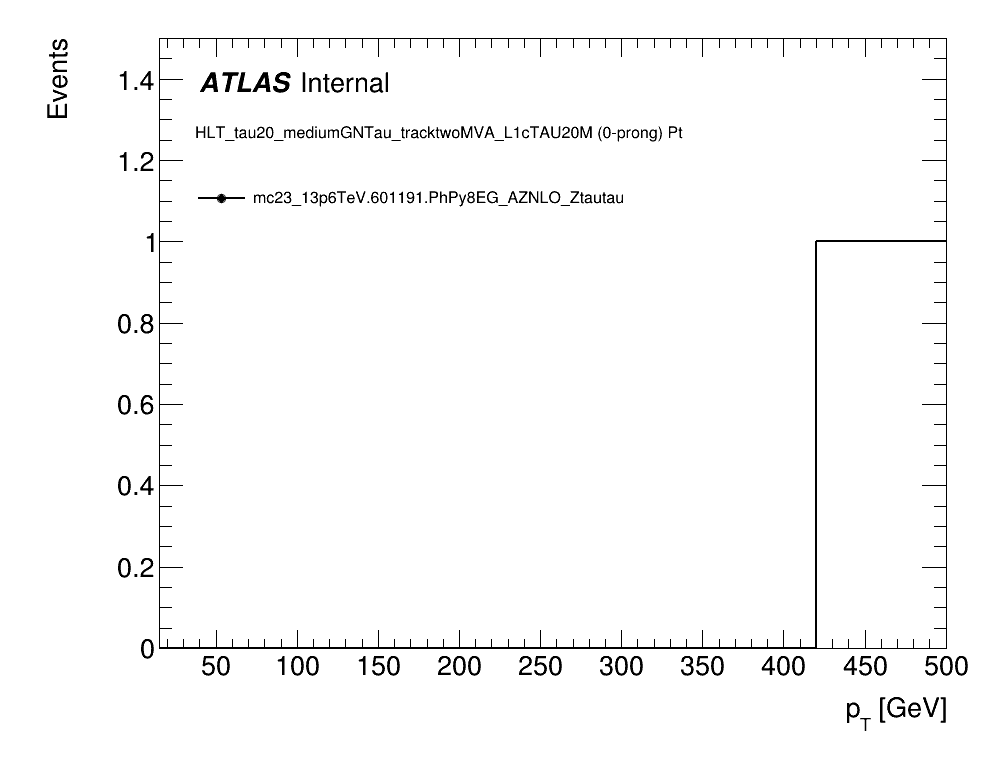 Events
ATLAS Internal
HLT_tau20_mediumGNTau_tracktwoMVA_L1cTAU20M (0-prong) Pt
mc23_13p6TeV.601191.PhPy8EG_AZNLO_Ztautau
1.4
1.2
1
0.8
0.6
0.4
0.2
0
50 100 150 200 250 300 350 400 450 500
p_T [GeV]